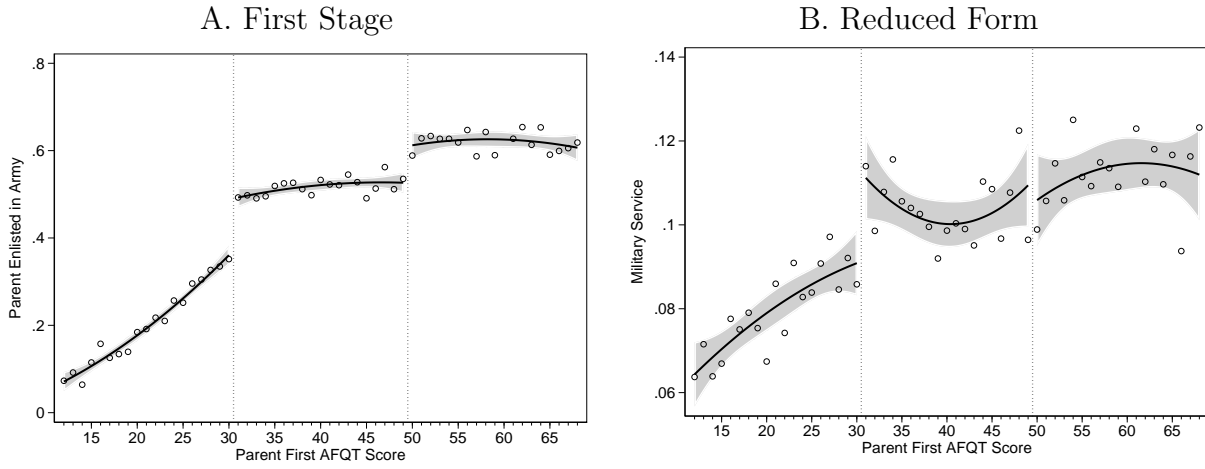 A. First Stage
.8
.6
.4
.2
0
Parent Enlisted in Army
15 20 25 30 35 40 45 50 55 60 65
Parent First AFQT Score
B. Reduced Form
.14
.12
.1
.08
.06
Military Service
15 20 25 30 35 40 45 50 55 60 65
Parent First AFQT Score